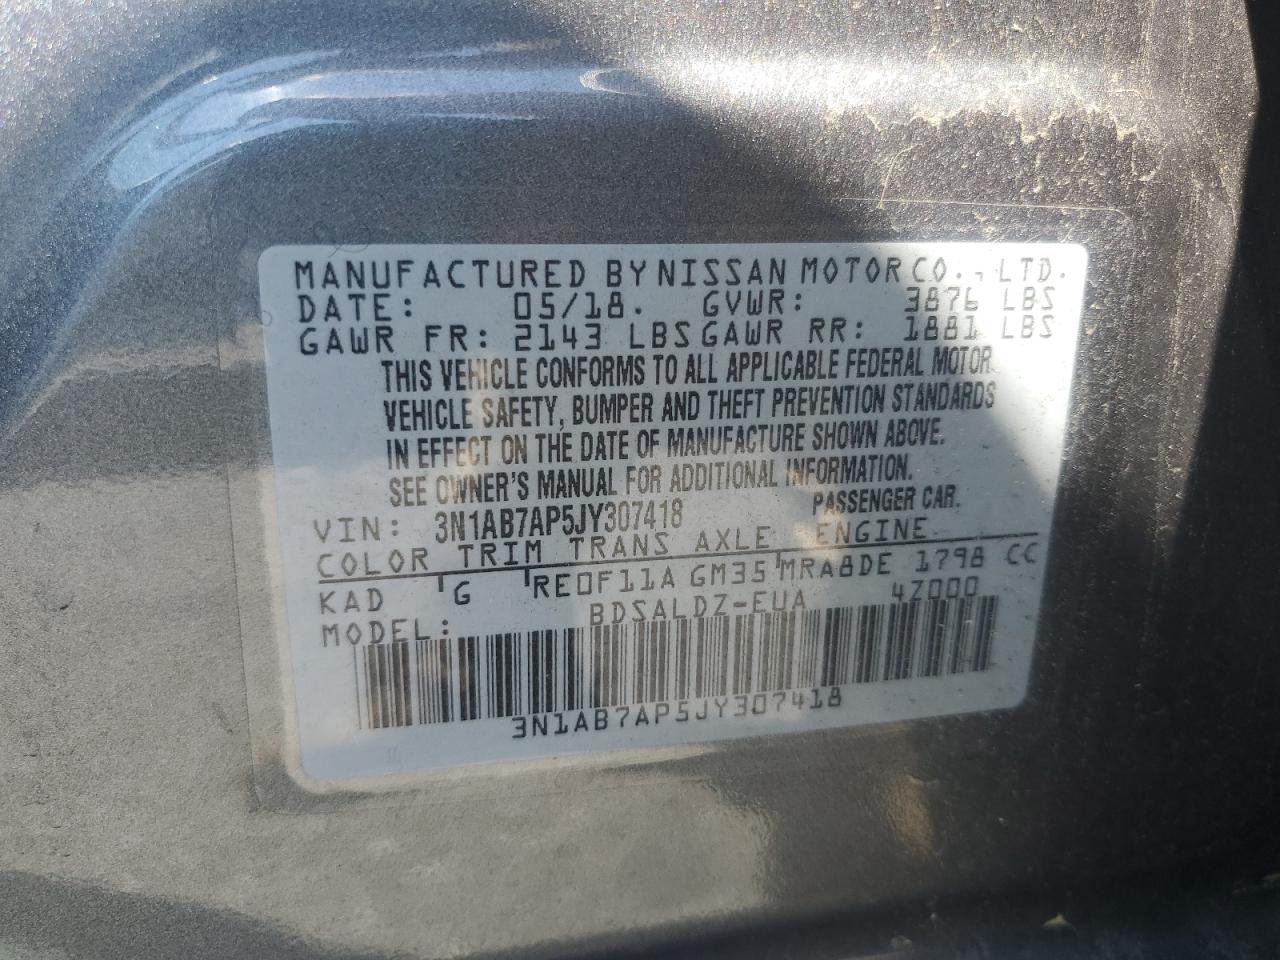 MANUFACTURED BY NISSAN MOTOR CO., LTD.
DATE: 05/18. GVWR: 3876 LBS
GAWR FR: 2143 LBS GAWR RR: 1881 LBS
THIS VEHICLE CONFORMS TO ALL APPLICABLE FEDERAL MOTOR
VEHICLE SAFETY, BUMPER AND THEFT PREVENTION STANDARDS
IN EFFECT ON THE DATE OF MANUFACTURE SHOWN ABOVE.
SEE OWNER'S MANUAL FOR ADDITIONAL INFORMATION.
VIN: 3N1AB7AP5JY307418 PASSENGER CAR.
COLOR TRIM TRANS AXLE ENGINE
KAD G RE0F11A GM35 MRA8DE 1798 CC
MODEL: BDSALDZ-EUA 4Z000
3N1AB7AP5JY307418